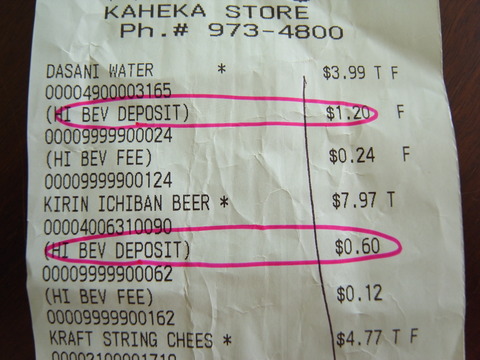 KAHEKA STORE
Ph.# 973-4800
DASANI WATER * $3.99 T F
00004900003165
(HI BEV DEPOSIT) $1.20 F
00009999900024
(HI BEV FEE) $0.24 F
00009999900124
KIRIN ICHIBAN BEER * $7.97 T
00004006310090
(HI BEV DEPOSIT) $0.60
00009999900062
(HI BEV FEE) $0.12
00009999900162
KRAFT STRING CHEES * $4.77 T F
00002100001710